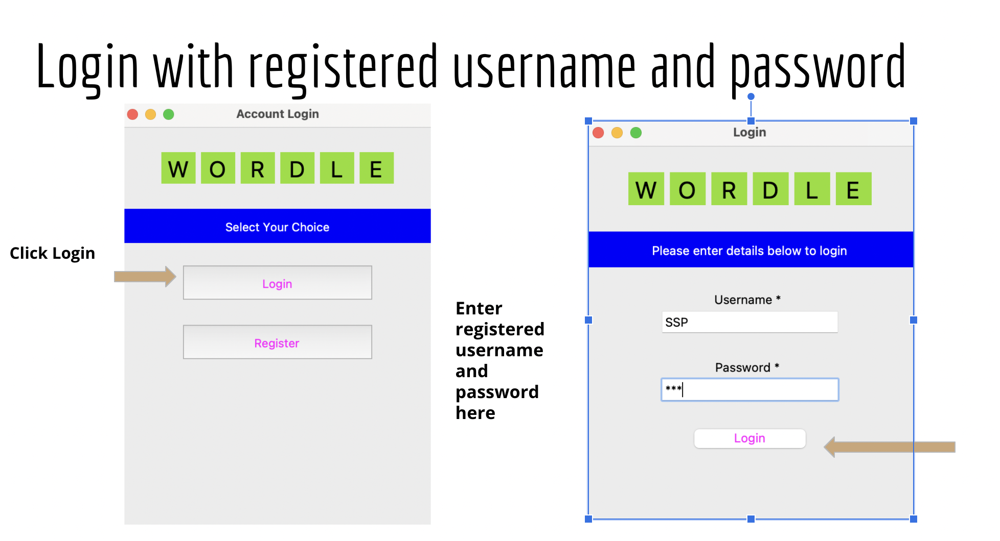 Login with registered username and password
Account Login
W O R D L E
Select Your Choice
Click Login
Login
Register
Enter
registered
username
and
password
here
Login
W O R D L E
Please enter details below to login
Username *
SSP
Password *
***
Login